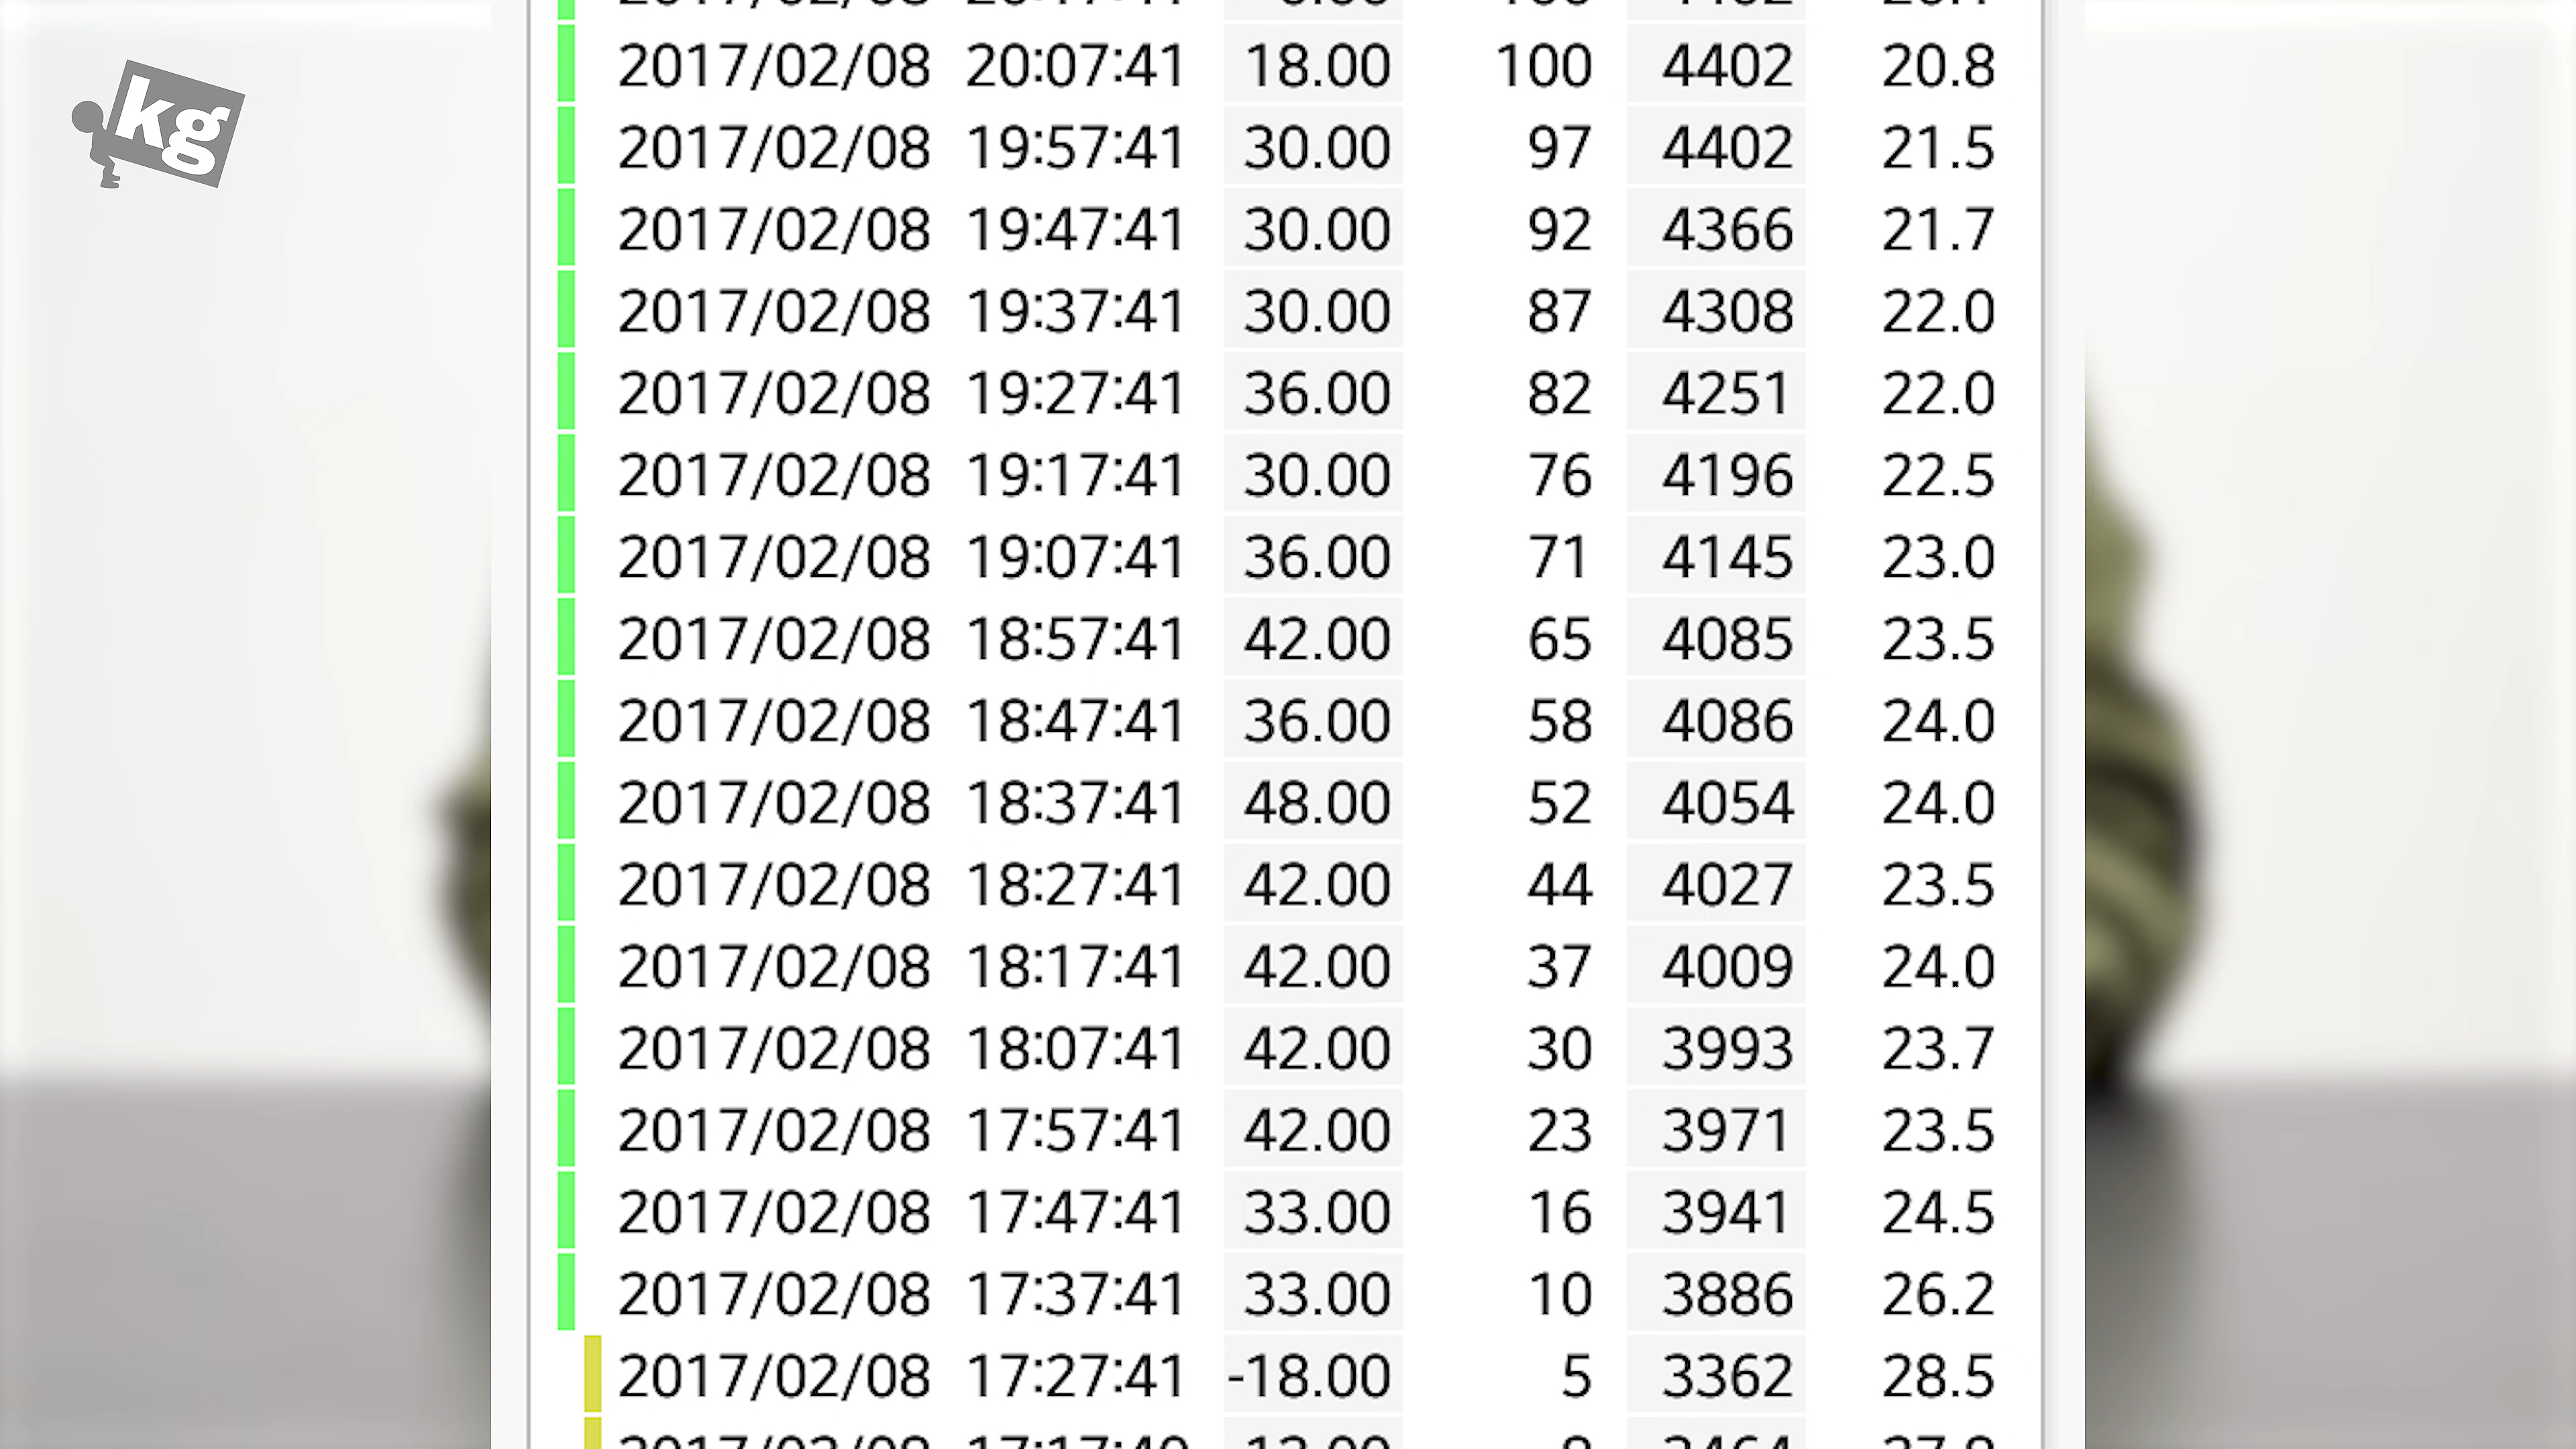 kg
2017/02/08 20:07:41 18.00 100 4402 20.8
2017/02/08 19:57:41 30.00 97 4402 21.5
2017/02/08 19:47:41 30.00 92 4366 21.7
2017/02/08 19:37:41 30.00 87 4308 22.0
2017/02/08 19:27:41 36.00 82 4251 22.0
2017/02/08 19:17:41 30.00 76 4196 22.5
2017/02/08 19:07:41 36.00 71 4145 23.0
2017/02/08 18:57:41 42.00 65 4085 23.5
2017/02/08 18:47:41 36.00 58 4086 24.0
2017/02/08 18:37:41 48.00 52 4054 24.0
2017/02/08 18:27:41 42.00 44 4027 23.5
2017/02/08 18:17:41 42.00 37 4009 24.0
2017/02/08 18:07:41 42.00 30 3993 23.7
2017/02/08 17:57:41 42.00 23 3971 23.5
2017/02/08 17:47:41 33.00 16 3941 24.5
2017/02/08 17:37:41 33.00 10 3886 26.2
2017/02/08 17:27:41 -18.00 5 3362 28.5